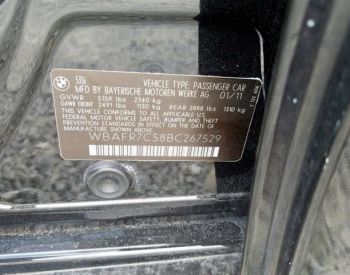 535i
VEHICLE TYPE: PASSENGER CAR
MFD BY BAYERISCHE MOTOREN WERKE AG 01/11
GVWR 5159 lbs 2340 kg
GAWR FRONT 2491 lbs 1130 kg REAR 2888 lbs 1310 kg
THIS VEHICLE CONFORMS TO ALL APPLICABLE
FEDERAL MOTOR VEHICLE SAFETY, BUMPER, AND
THEFT PREVENTION STANDARDS IN EFFECT ON THE
DATE OF MANUFACTURE SHOWN ABOVE.
WBAFR7C58BC267529